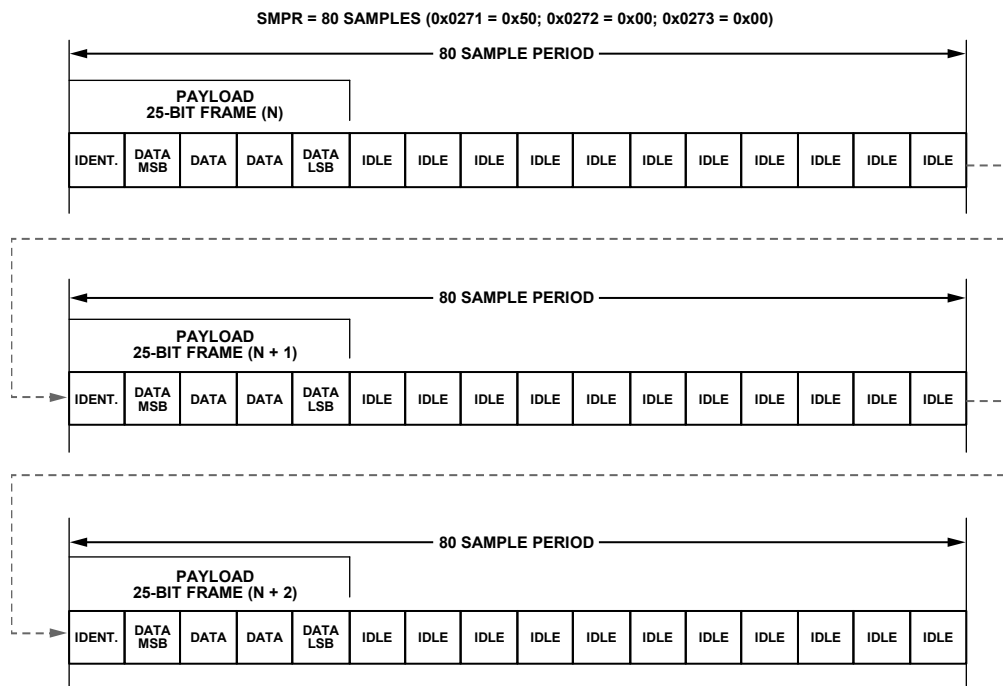 SMPR = 80 SAMPLES (0x0271 = 0x50; 0x0272 = 0x00; 0x0273 = 0x00)
80 SAMPLE PERIOD
PAYLOAD
25-BIT FRAME (N)
IDENT. DATA MSB DATA DATA DATA LSB IDLE IDLE IDLE IDLE IDLE IDLE IDLE IDLE IDLE IDLE IDLE
80 SAMPLE PERIOD
PAYLOAD
25-BIT FRAME (N + 1)
IDENT. DATA MSB DATA DATA DATA LSB IDLE IDLE IDLE IDLE IDLE IDLE IDLE IDLE IDLE IDLE IDLE
80 SAMPLE PERIOD
PAYLOAD
25-BIT FRAME (N + 2)
IDENT. DATA MSB DATA DATA DATA LSB IDLE IDLE IDLE IDLE IDLE IDLE IDLE IDLE IDLE IDLE IDLE